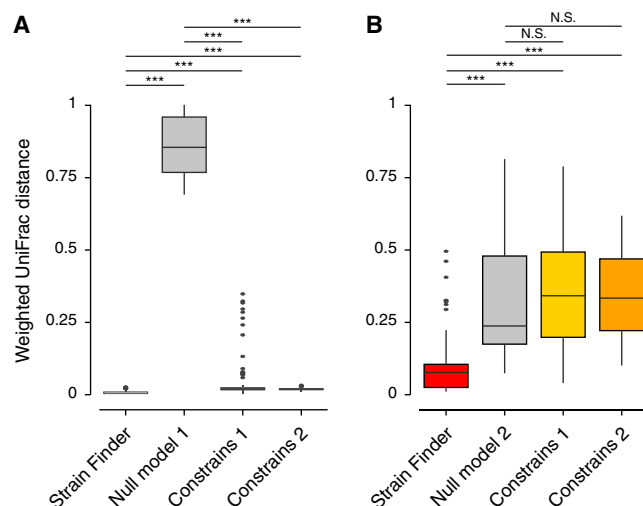 A
B
***
***
***
***
***
N.S.
N.S.
***
***
***
Weighted UniFrac distance
1
0.75
0.5
0.25
0
1
0.75
0.5
0.25
0
Strain Finder
Null model 1
Constrains 1
Constrains 2
Strain Finder
Null model 2
Constrains 1
Constrains 2